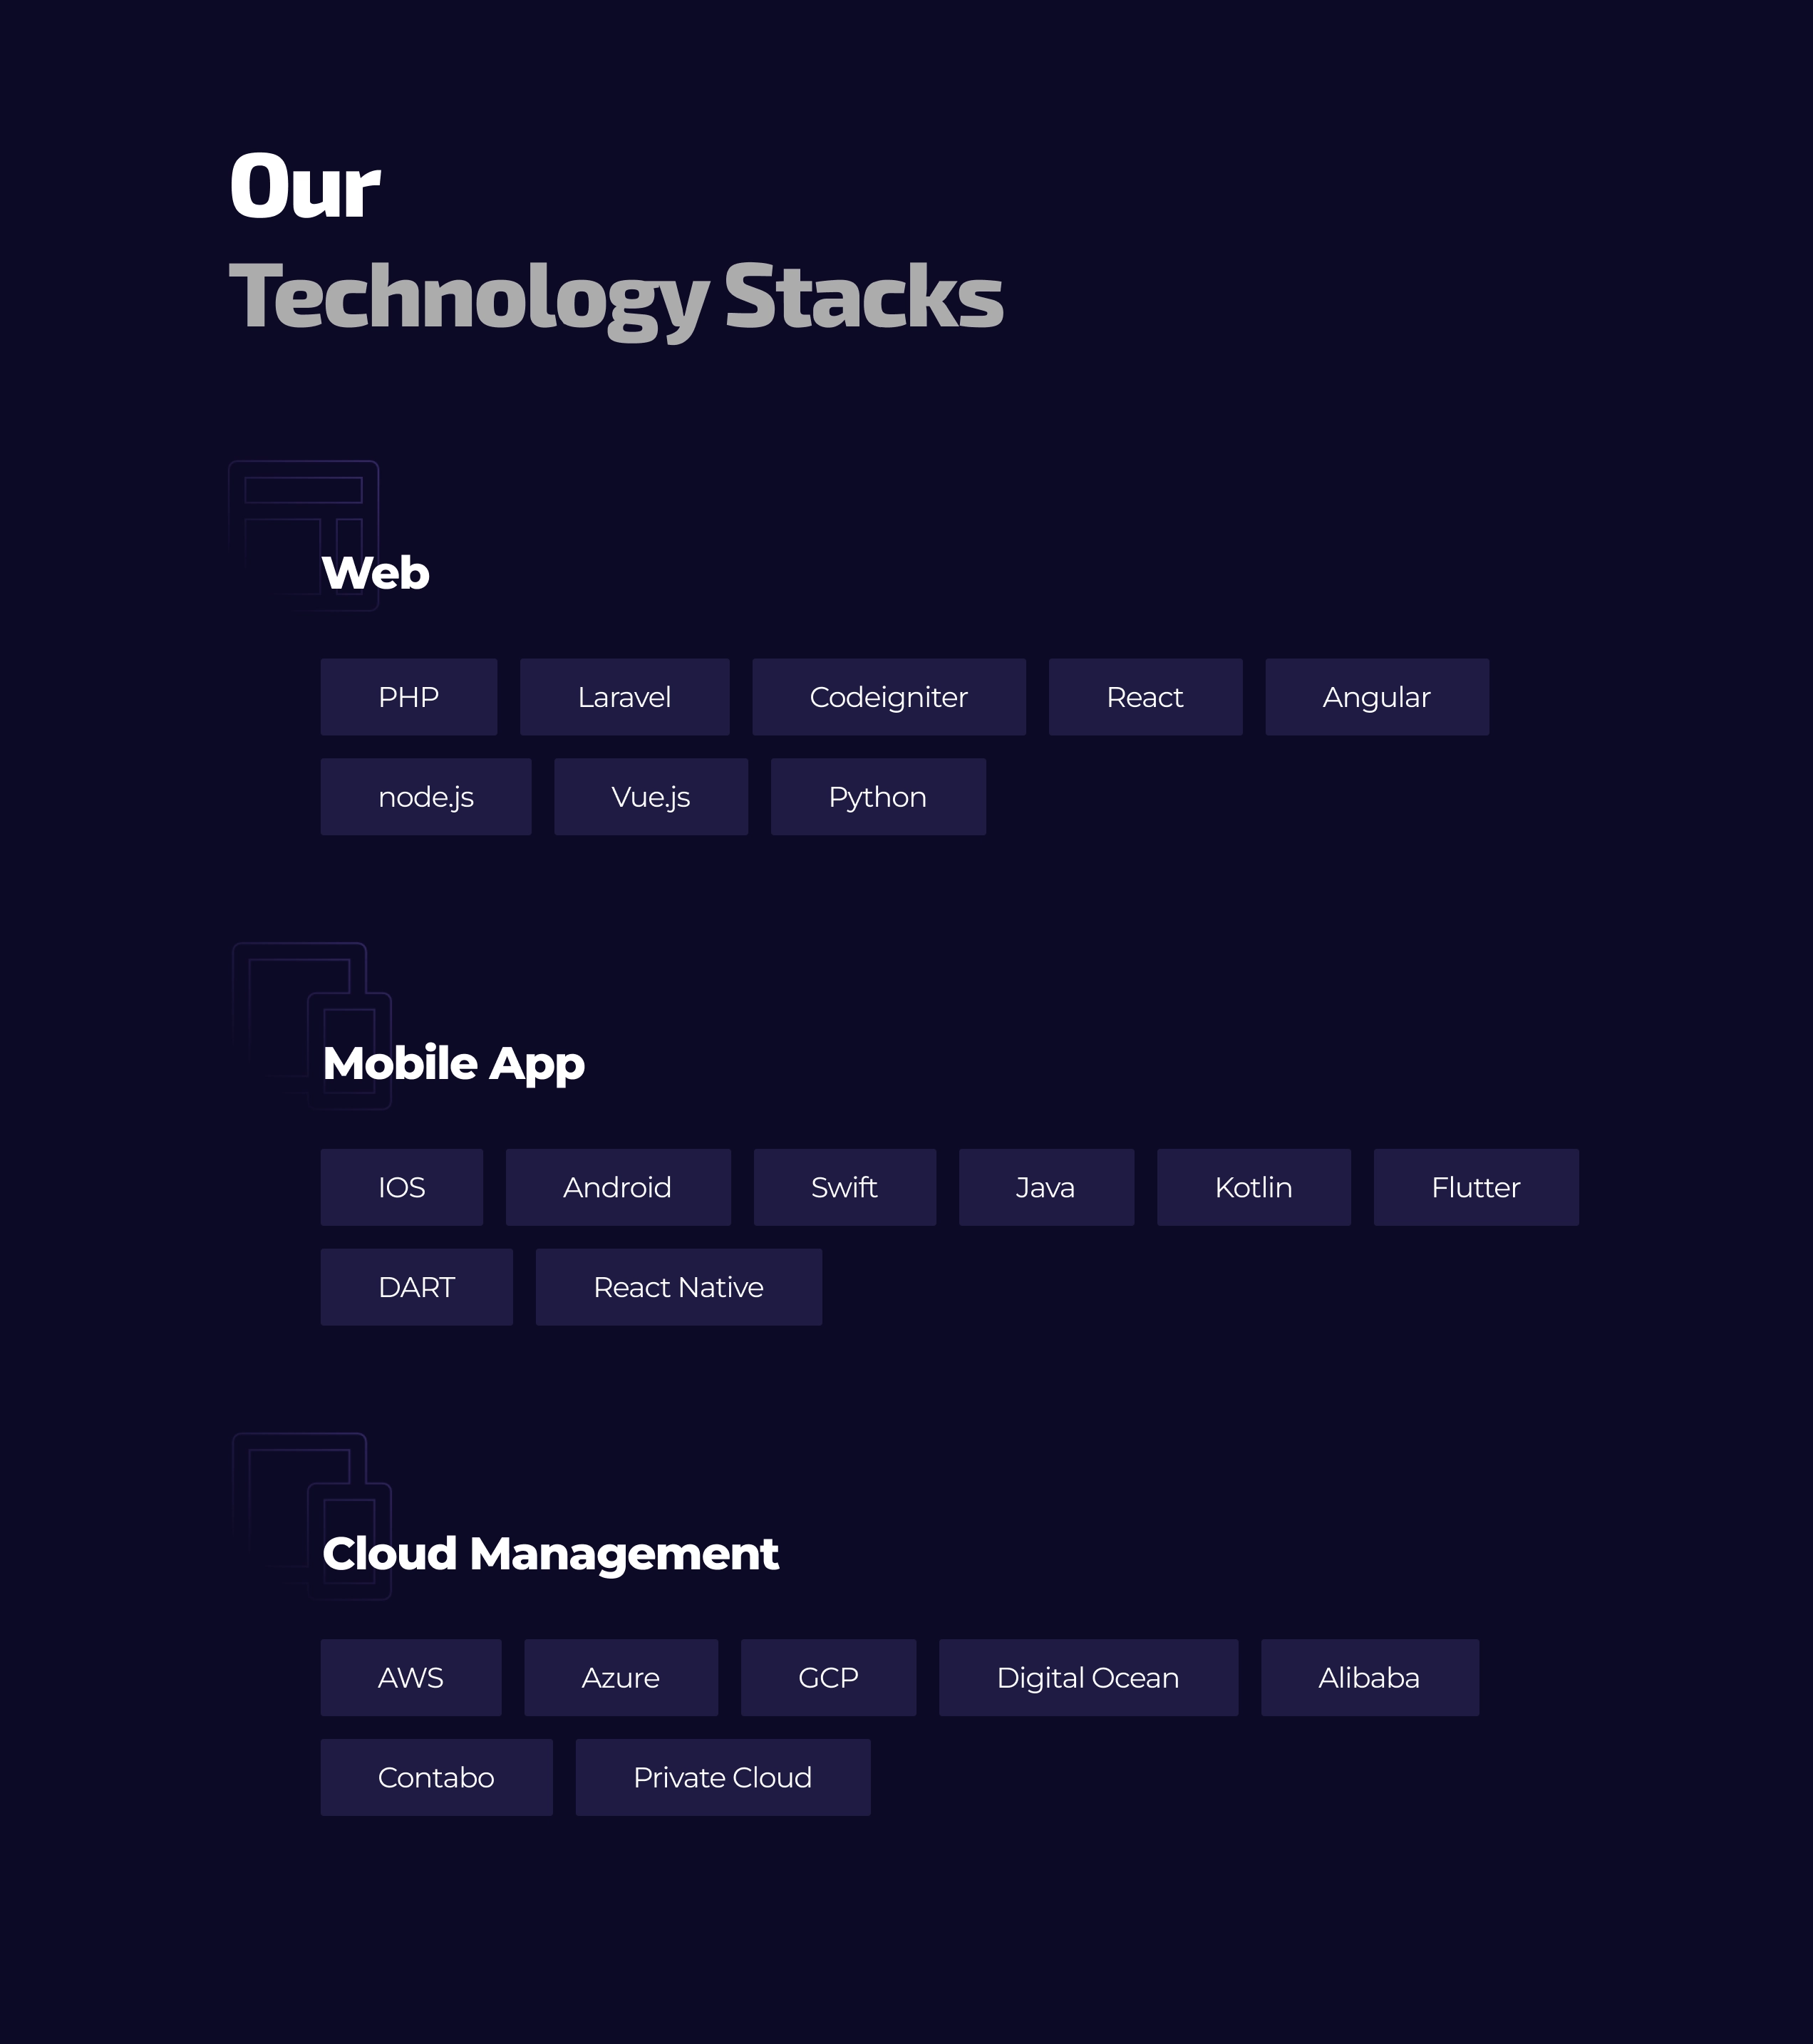 Our
Technology Stacks
Web
PHP Laravel Codeigniter React Angular
node.js Vue.js Python
Mobile App
IOS Android Swift Java Kotlin Flutter
DART React Native
Cloud Management
AWS Azure GCP Digital Ocean Alibaba
Contabo Private Cloud